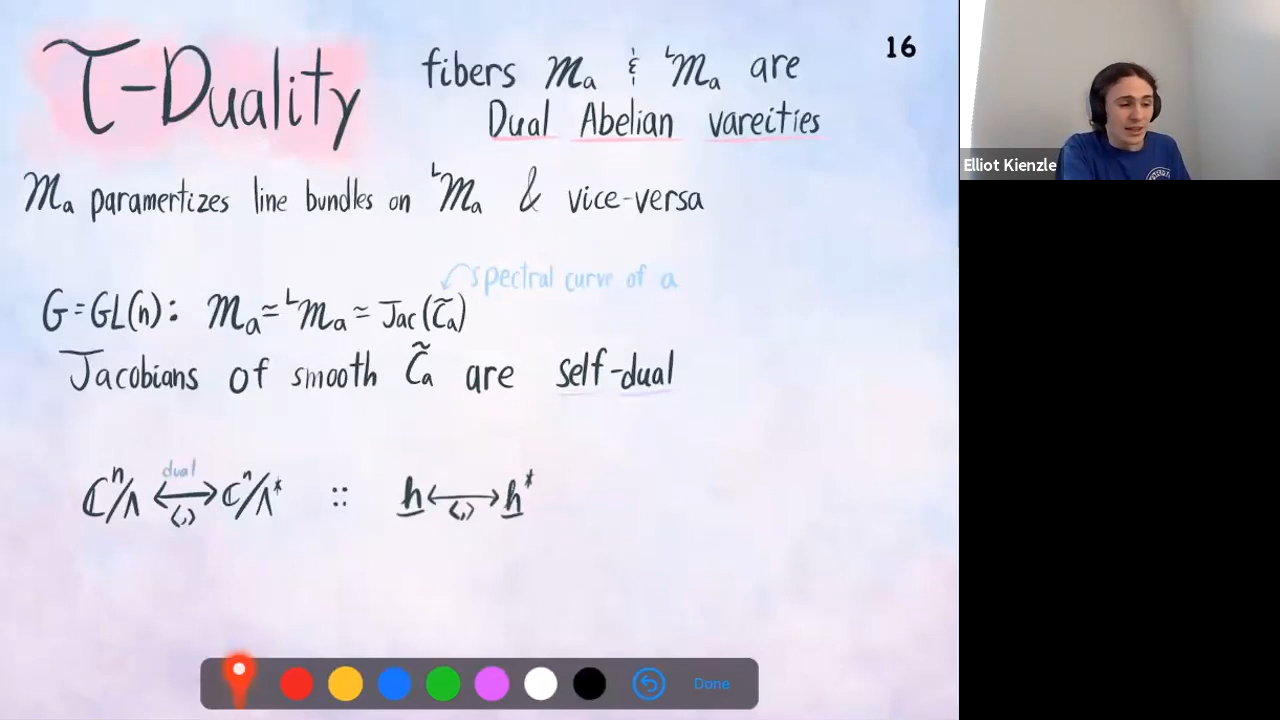 T-Duality
16
fibers Mₐ & ᴸMₐ are
Dual Abelian vareities
Mₐ paramertizes line bundles on ᴸMₐ & vice-versa
spectral curve of a
G=GL(n): Mₐ ≃ ᴸMₐ ≃ Jac(C̃ₐ)
Jacobians of smooth C̃ₐ are self-dual
dual
ℂⁿ/Λ ⟷ ℂⁿ/Λ* :: h ⟷ h*
⟨,⟩ ⟨,⟩
Elliot Kienzle
Done